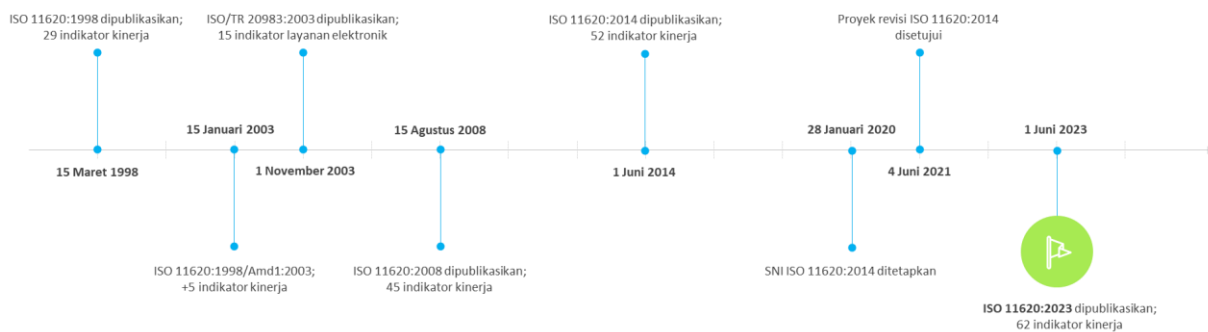 ISO 11620:1998 dipublikasikan;
29 indikator kinerja
ISO/TR 20983:2003 dipublikasikan;
15 indikator layanan elektronik
ISO 11620:2014 dipublikasikan;
52 indikator kinerja
Proyek revisi ISO 11620:2014
disetujui
15 Januari 2003
15 Agustus 2008
28 Januari 2020
1 Juni 2023
15 Maret 1998
1 November 2003
1 Juni 2014
4 Juni 2021
ISO 11620:1998/Amd1:2003;
+5 indikator kinerja
ISO 11620:2008 dipublikasikan;
45 indikator kinerja
SNI ISO 11620:2014 ditetapkan
ISO 11620:2023 dipublikasikan;
62 indikator kinerja